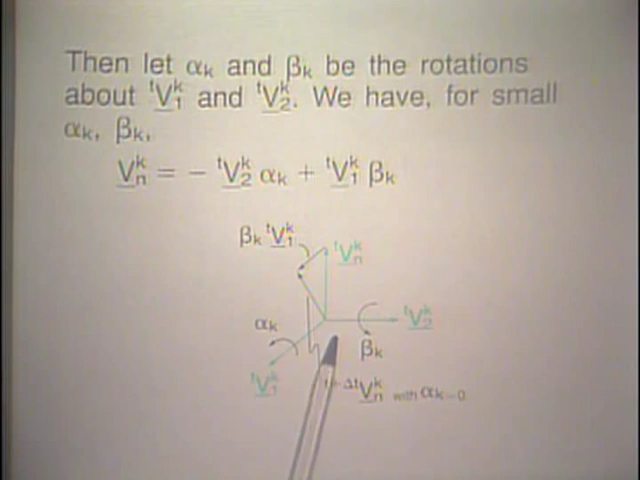 Then let αₖ and βₖ be the rotations
about ᵗV₁ᵏ and ᵗV₂ᵏ. We have, for small
αₖ, βₖ,
Vₙᵏ = − ᵗV₂ᵏ αₖ + ᵗV₁ᵏ βₖ
βₖ ᵗV₁ᵏ
ᵗVₙᵏ
αₖ
ᵗV₂ᵏ
βₖ
ᵗV₁ᵏ
ᵗ⁺ᐃᵗVₙᵏ with αₖ=0